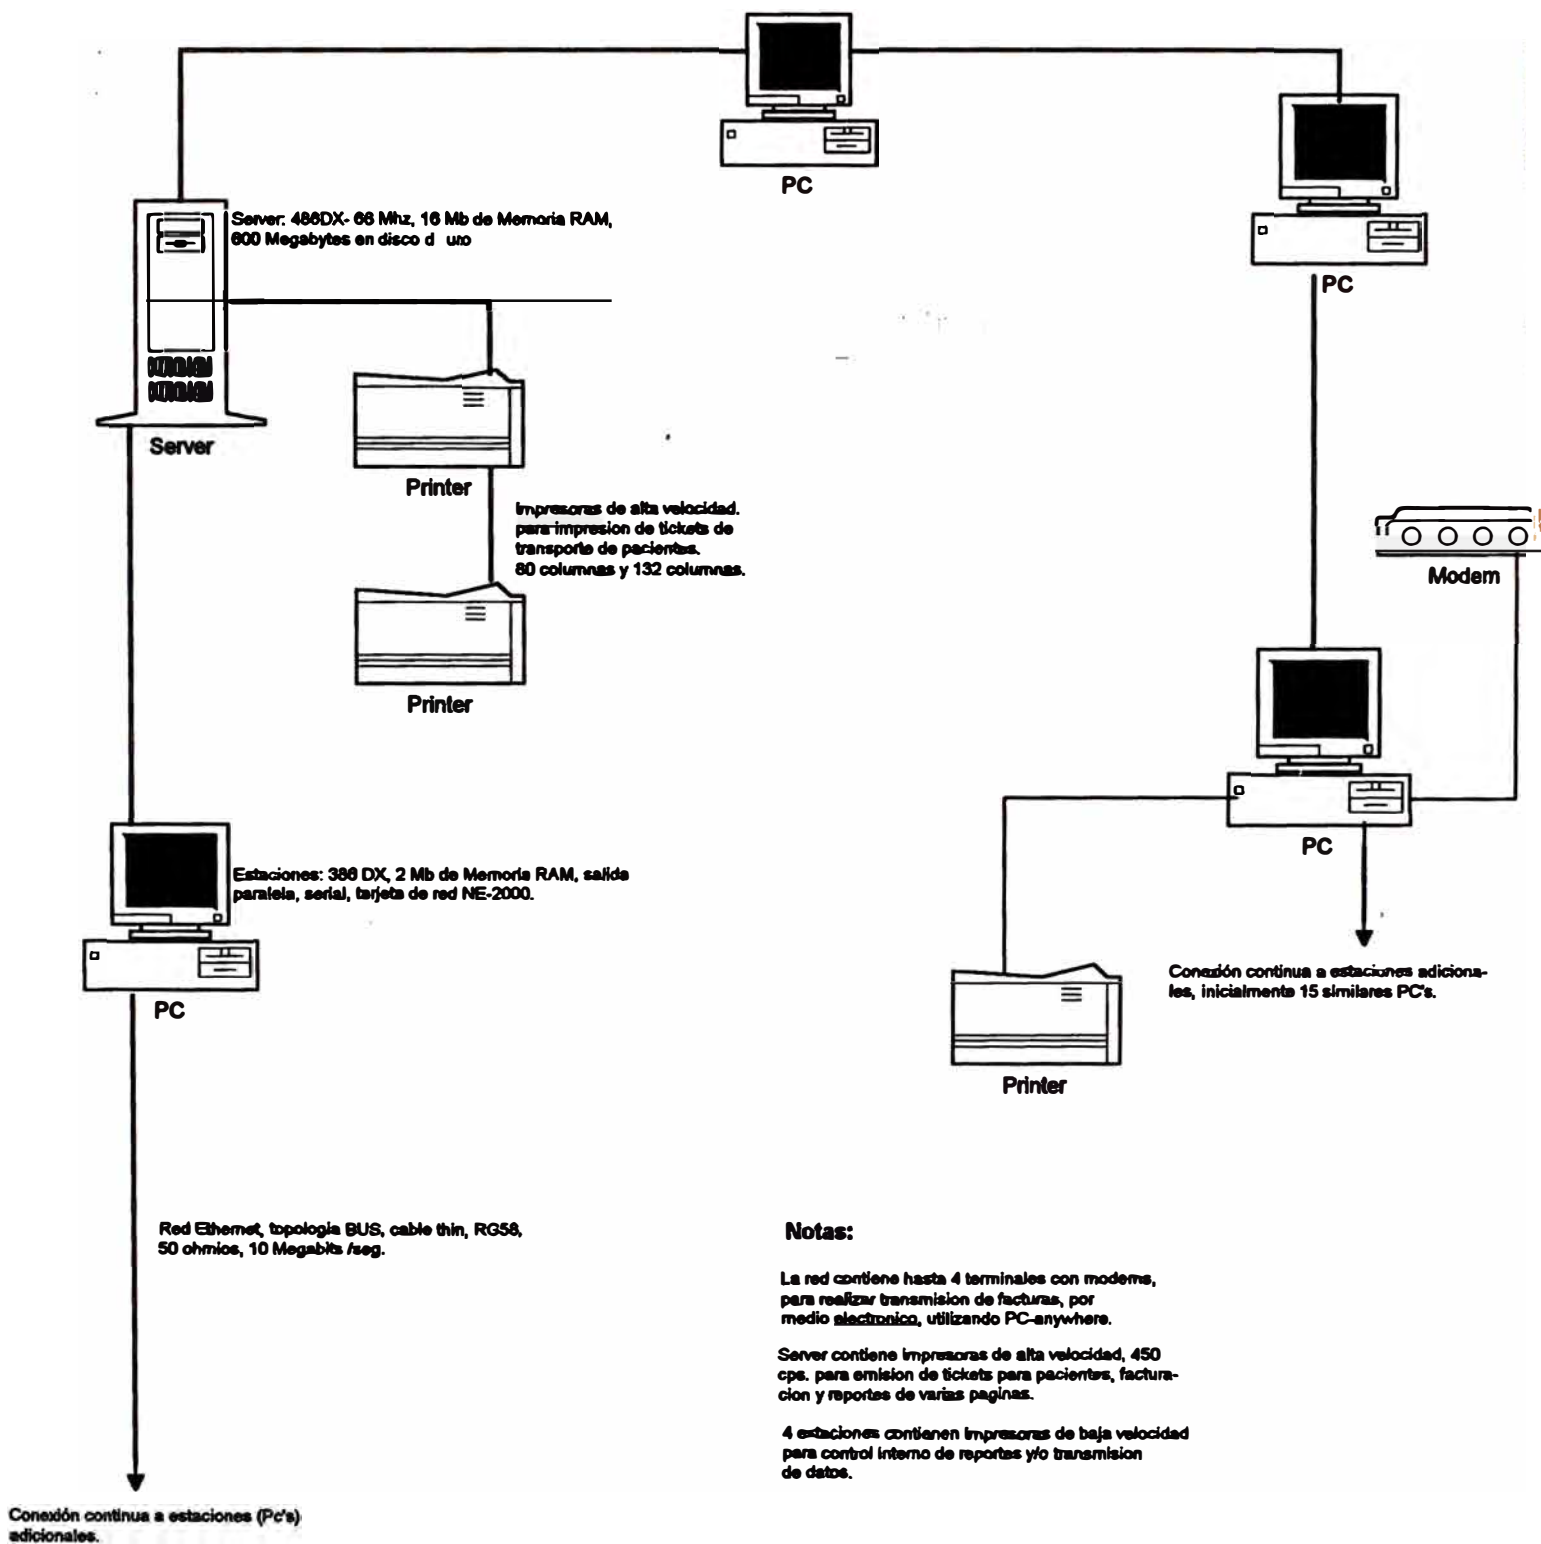 PC
PC
Server: 486DX- 66 Mhz, 16 Mb de Memoria RAM,
600 Megabytes en disco d uro
Server
Printer
Impresoras de alta velocidad.
para impresion de tickets de
transporte de pacientes.
80 columnas y 132 columnas.
Printer
Modem
PC
Estaciones: 386 DX, 2 Mb de Memoria RAM, salida
paralela, serial, tarjeta de red NE-2000.
PC
Conexión continua a estaciones adiciona-
les, inicialmente 15 similares PC's.
Printer
Red Ethernet, topologia BUS, cable thin, RG58,
50 ohmios, 10 Megabits /seg.
Notas:
La red contiene hasta 4 terminales con modems,
para realizar transmision de facturas, por
medio electronico, utilizando PC-anywhere.
Server contiene impresoras de alta velocidad, 450
cps. para emision de tickets para pacientes, factura-
cion y reportes de varias paginas.
4 estaciones contienen impresoras de baja velocidad
para control interno de reportes y/o transmision
de datos.
Conexión continua a estaciones (Pc's)
adicionales.